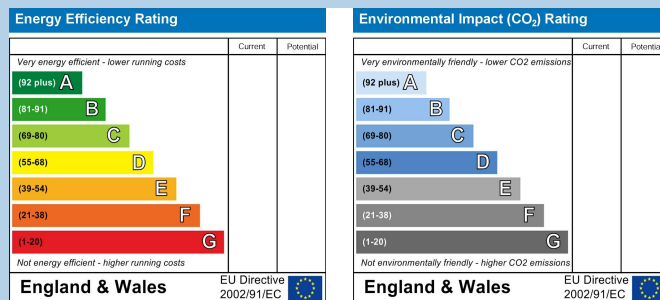 Energy Efficiency Rating
Current Potential
Very energy efficient - lower running costs
(92 plus) A
(81-91) B
(69-80) C
(55-68) D
(39-54) E
(21-38) F
(1-20) G
Not energy efficient - higher running costs
England & Wales
EU Directive
2002/91/EC
Environmental Impact (CO₂) Rating
Current Potentia
Very environmentally friendly - lower CO2 emissions
(92 plus) A
(81-91) B
(69-80) C
(55-68) D
(39-54) E
(21-38) F
(1-20) G
Not environmentally friendly - higher CO2 emissions
England & Wales
EU Directive
2002/91/EC